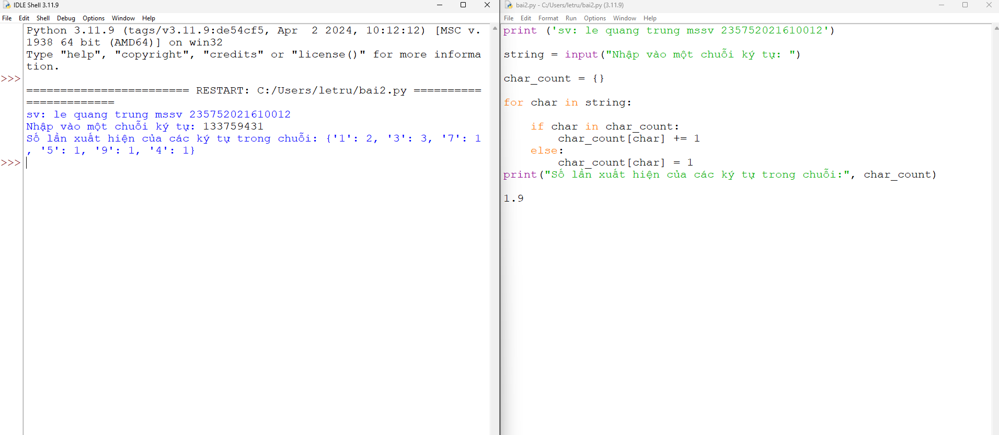 IDLE Shell 3.11.9
File Edit Shell Debug Options Window Help
Python 3.11.9 (tags/v3.11.9:de54cf5, Apr  2 2024, 10:12:12) [MSC v.
1938 64 bit (AMD64)] on win32
Type "help", "copyright", "credits" or "license()" for more informa
tion.
>>>
======================== RESTART: C:/Users/letru/bai2.py ==========
=============
sv: le quang trung mssv 235752021610012
Nhập vào một chuỗi ký tự: 133759431
Số lần xuất hiện của các ký tự trong chuỗi: {'1': 2, '3': 3, '7': 1
, '5': 1, '9': 1, '4': 1}
>>>
bai2.py - C:/Users/letru/bai2.py (3.11.9)
File Edit Format Run Options Window Help
print ('sv: le quang trung mssv 235752021610012')
string = input("Nhập vào một chuỗi ký tự: ")
char_count = {}
for char in string:
    if char in char_count:
        char_count[char] += 1
    else:
        char_count[char] = 1
print("Số lần xuất hiện của các ký tự trong chuỗi:", char_count)
1.9